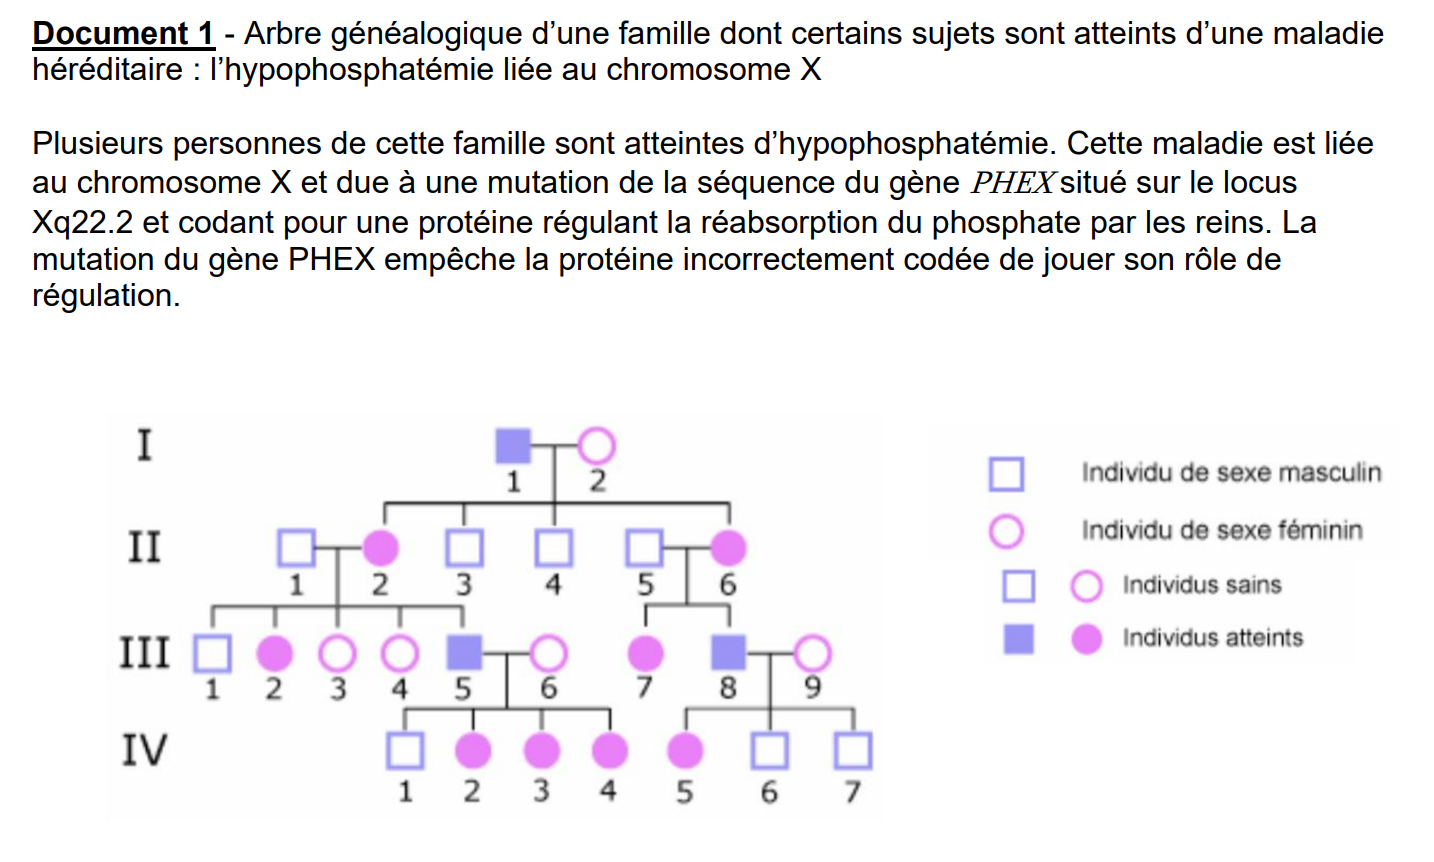 Document 1 - Arbre généalogique d’une famille dont certains sujets sont atteints d’une maladie
héréditaire : l’hypophosphatémie liée au chromosome X
Plusieurs personnes de cette famille sont atteintes d’hypophosphatémie. Cette maladie est liée
au chromosome X et due à une mutation de la séquence du gène PHEX situé sur le locus
Xq22.2 et codant pour une protéine régulant la réabsorption du phosphate par les reins. La
mutation du gène PHEX empêche la protéine incorrectement codée de jouer son rôle de
régulation.
I
1 2
II
1 2 3 4 5 6
III
1 2 3 4 5 6 7 8 9
IV
1 2 3 4 5 6 7
Individu de sexe masculin
Individu de sexe féminin
Individus sains
Individus atteints